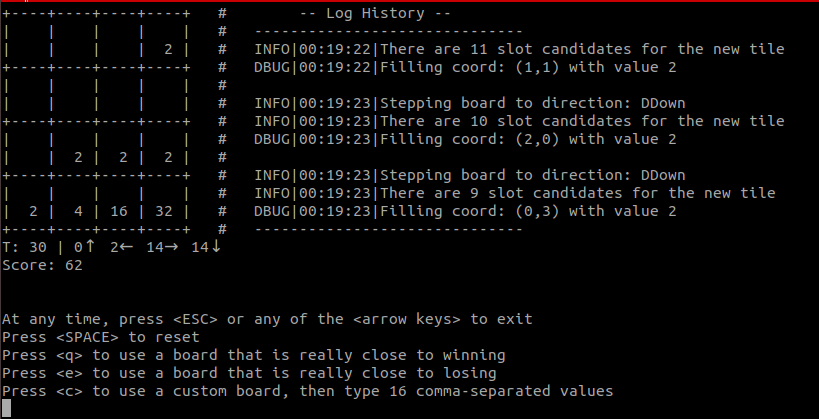 +----+----+----+----+   #        -- Log History --
|    |    |    |    |   #   ------------------------------
|    |    |    |  2 |   #   INFO|00:19:22|There are 11 slot candidates for the new tile
+----+----+----+----+   #   DBUG|00:19:22|Filling coord: (1,1) with value 2
|    |    |    |    |   #
|    |    |    |    |   #   INFO|00:19:23|Stepping board to direction: DDown
+----+----+----+----+   #   INFO|00:19:23|There are 10 slot candidates for the new tile
|    |    |    |    |   #   DBUG|00:19:23|Filling coord: (2,0) with value 2
|    |  2 |  2 |  2 |   #
+----+----+----+----+   #   INFO|00:19:23|Stepping board to direction: DDown
|    |    |    |    |   #   INFO|00:19:23|There are 9 slot candidates for the new tile
|  2 |  4 | 16 | 32 |   #   DBUG|00:19:23|Filling coord: (0,3) with value 2
+----+----+----+----+   #   ------------------------------
T: 30 | 0↑  2←  14→  14↓
Score: 62
At any time, press <ESC> or any of the <arrow keys> to exit
Press <SPACE> to reset
Press <q> to use a board that is really close to winning
Press <e> to use a board that is really close to losing
Press <c> to use a custom board, then type 16 comma-separated values